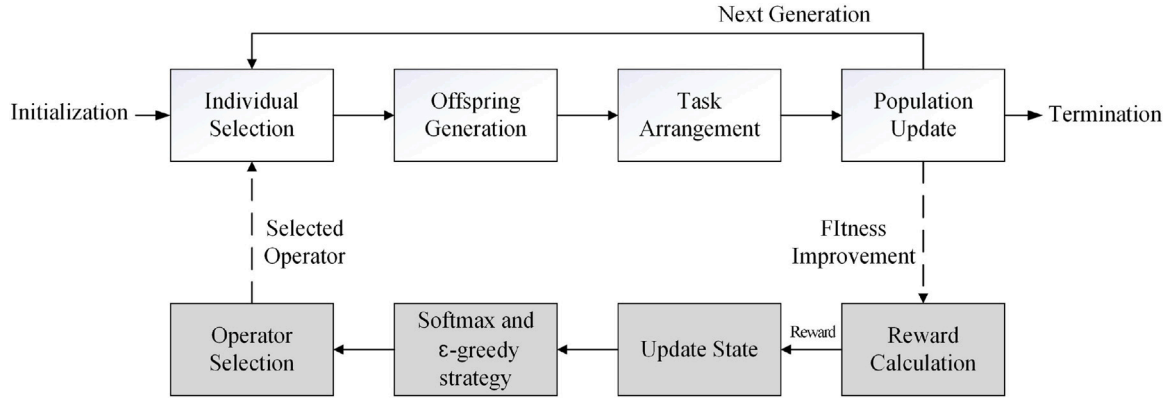 Next Generation
Initialization
Individual
Selection
Offspring
Generation
Task
Arrangement
Population
Update
Termination
Selected
Operator
FItness
Improvement
Operator
Selection
Softmax and
ε-greedy
strategy
Update State
Reward
Reward
Calculation